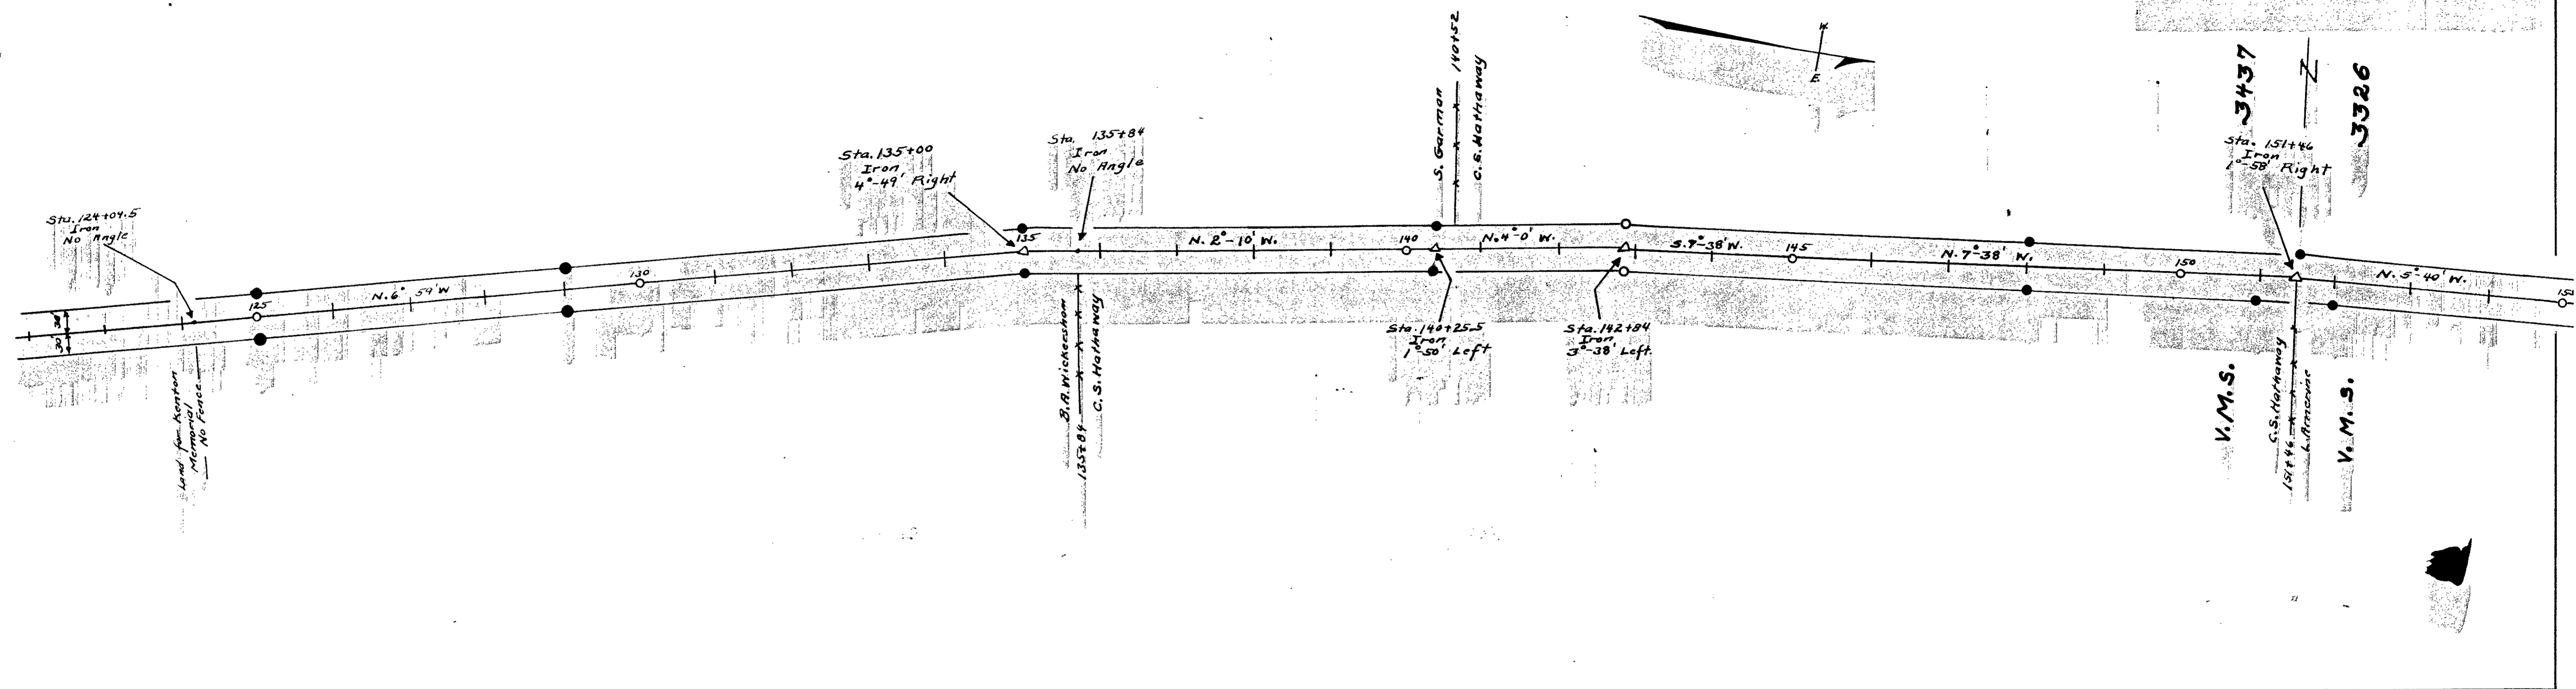 Sta. 124+04.5
Iron
No Angle
30' 30'
125
N. 6° 59' W
130
Land for Kenton
Memorial
No Fence
Sta. 135+00
Iron
4°-49' Right
135
Sta. 135+84
Iron
No Angle
B.A. Wickersham
135+84
C.S. Hathaway
N. 2°-10' W.
140
S. Garman
140+52
C.S. Hathaway
N. 4°-0' W.
Sta. 140+25.5
Iron
1°-50' Left
Sta. 142+84
Iron
3°-38' Left.
S. 7°-38' W.
145
W.
E.
N. 7°-38' W.
150
3437
3326
Sta. 151+46
Iron
1°-58' Right
N. 5°-40' W.
V.M.S.
C.S. Hathaway
151+46
L. Amerine
V.M.S.